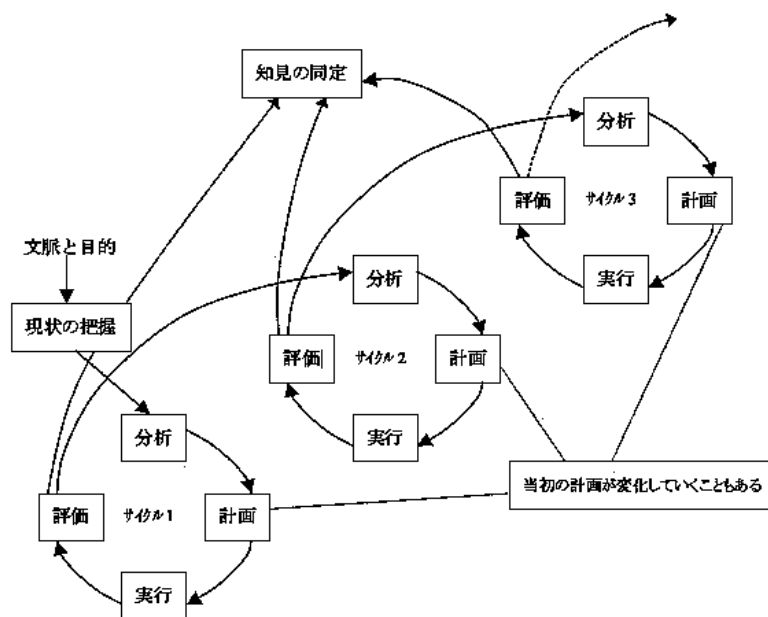 知見の同定
分析
評価
サイクル 3
計画
実行
文脈と目的
現状の把握
分析
評価
サイクル 2
計画
実行
分析
評価
サイクル 1
計画
実行
当初の計画が変化していくこともある